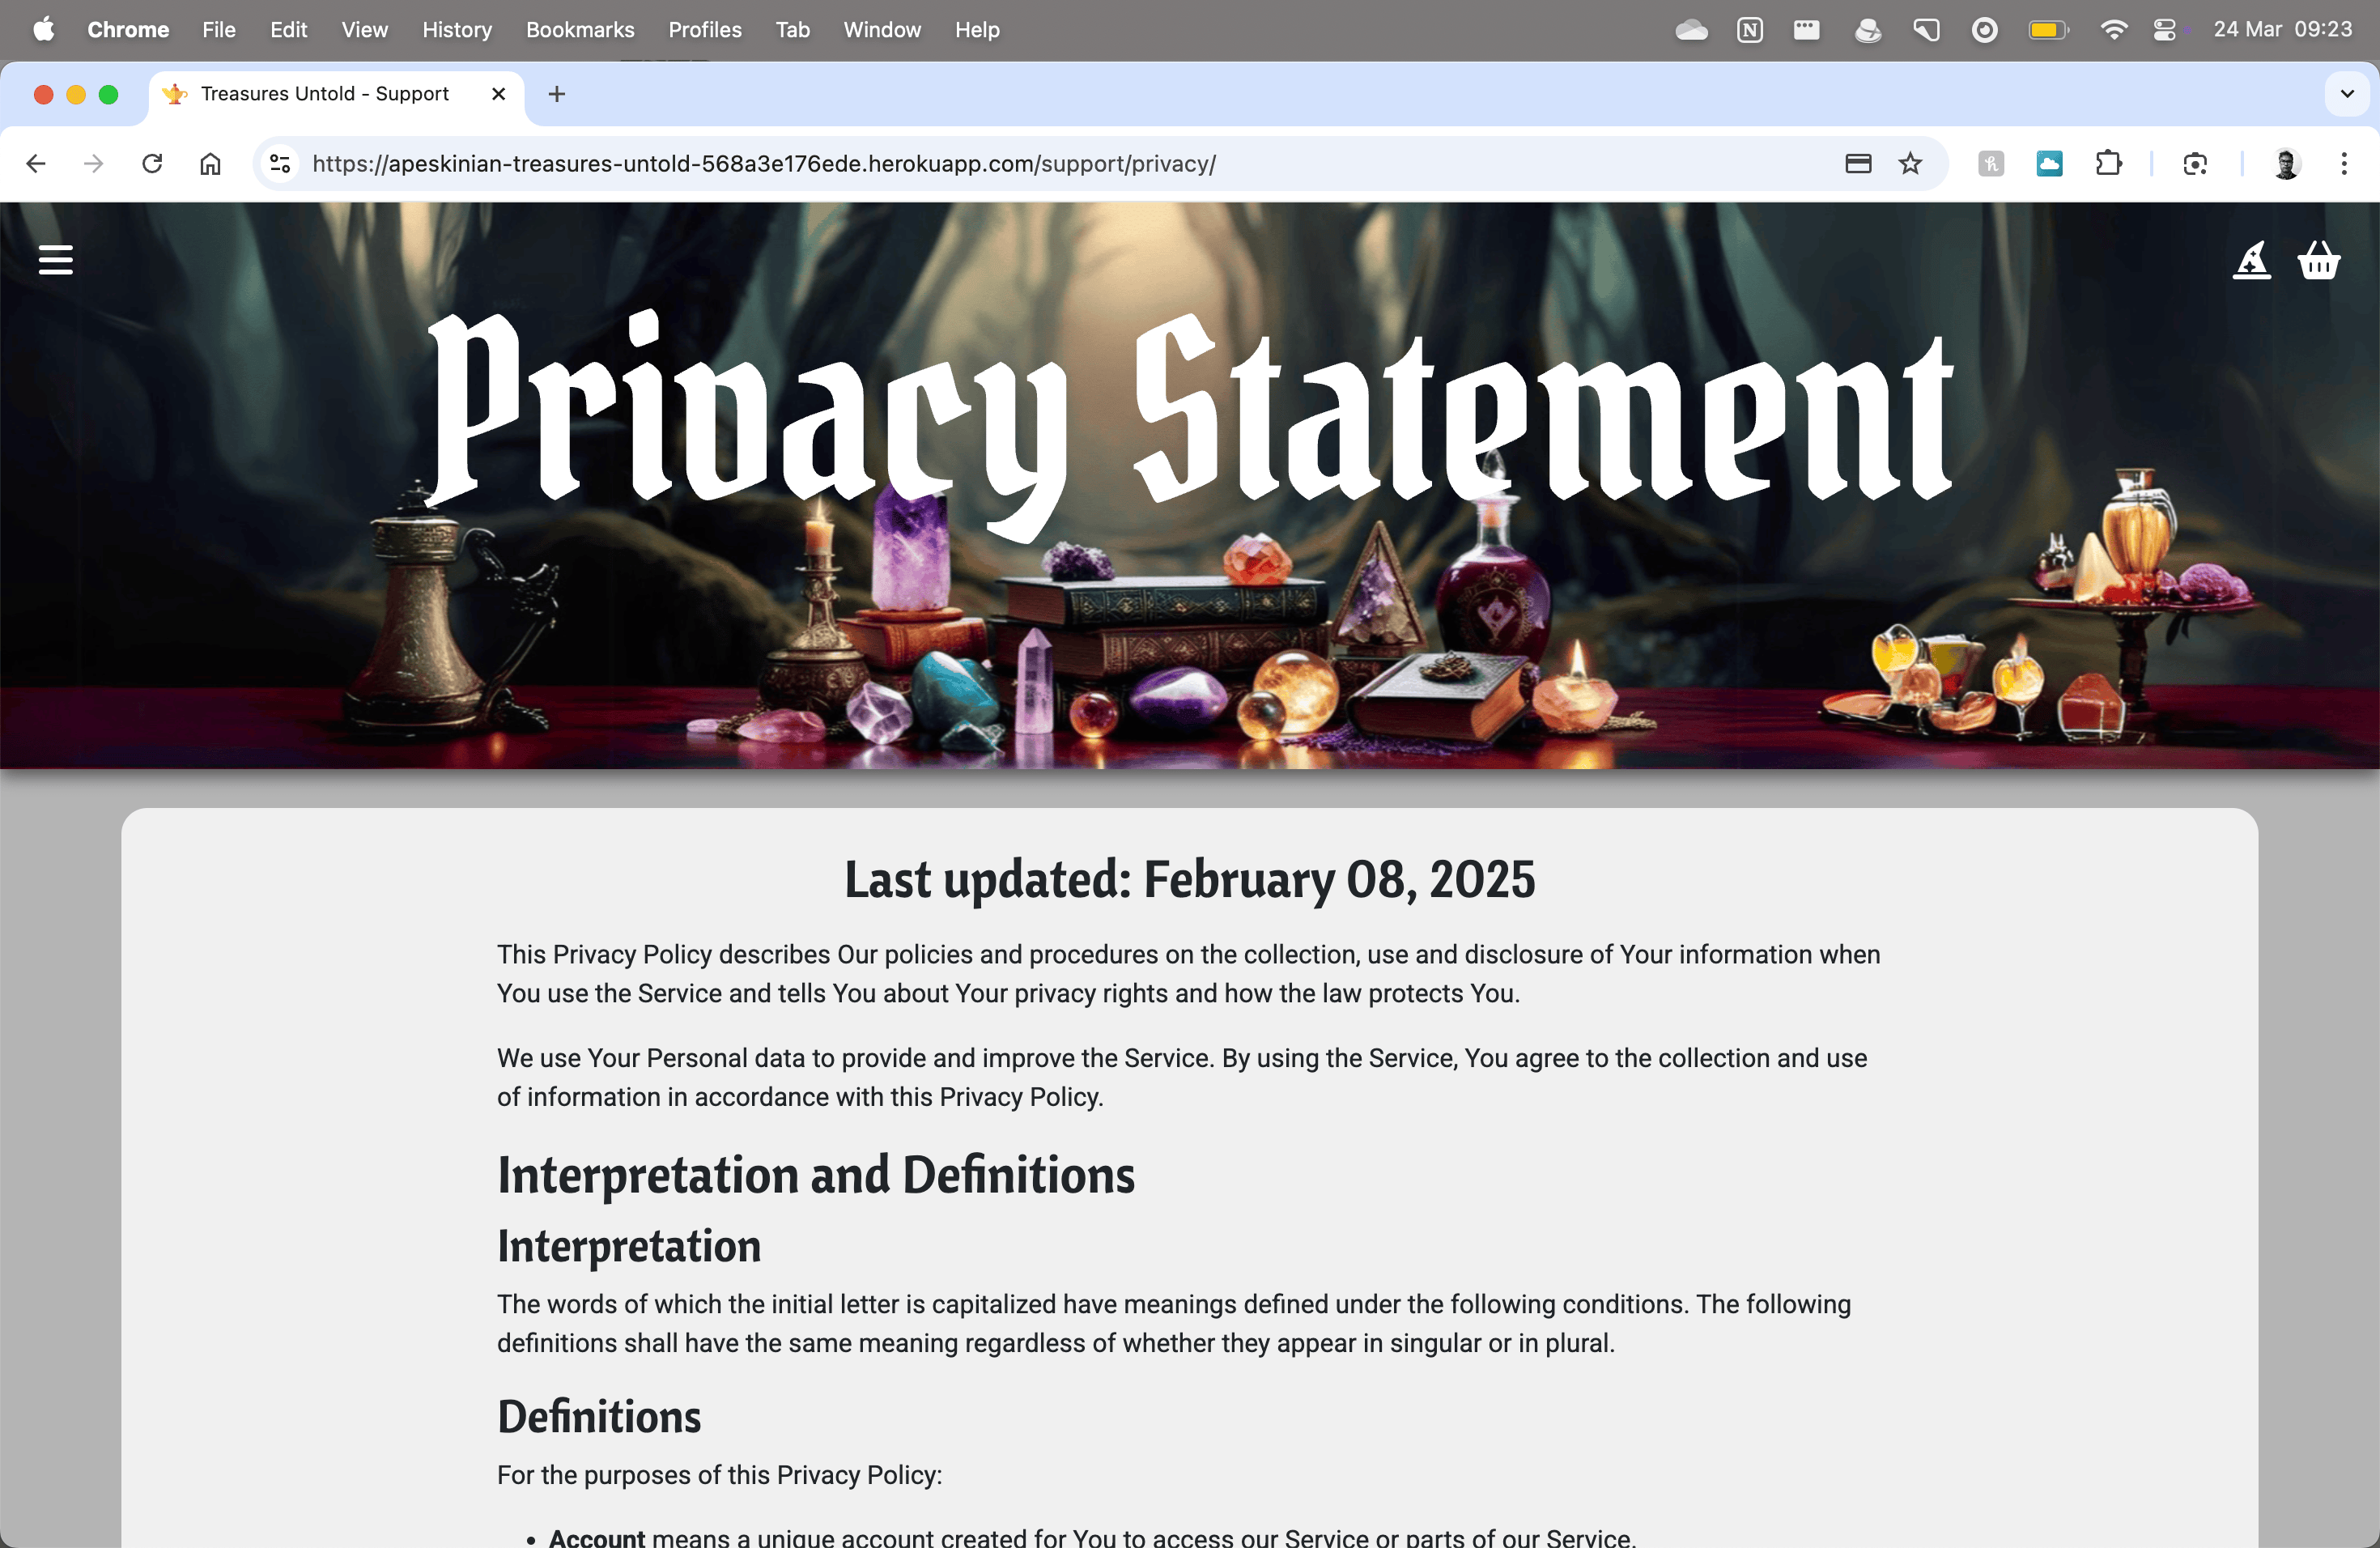 Chrome File Edit View History Bookmarks Profiles Tab Window Help 24 Mar 09:23
Treasures Untold - Support
https://apeskinian-treasures-untold-568a3e176ede.herokuapp.com/support/privacy/
Privacy Statement
Last updated: February 08, 2025
This Privacy Policy describes Our policies and procedures on the collection, use and disclosure of Your information when
You use the Service and tells You about Your privacy rights and how the law protects You.
We use Your Personal data to provide and improve the Service. By using the Service, You agree to the collection and use
of information in accordance with this Privacy Policy.
Interpretation and Definitions
Interpretation
The words of which the initial letter is capitalized have meanings defined under the following conditions. The following
definitions shall have the same meaning regardless of whether they appear in singular or in plural.
Definitions
For the purposes of this Privacy Policy:
• Account means a unique account created for You to access our Service or parts of our Service.